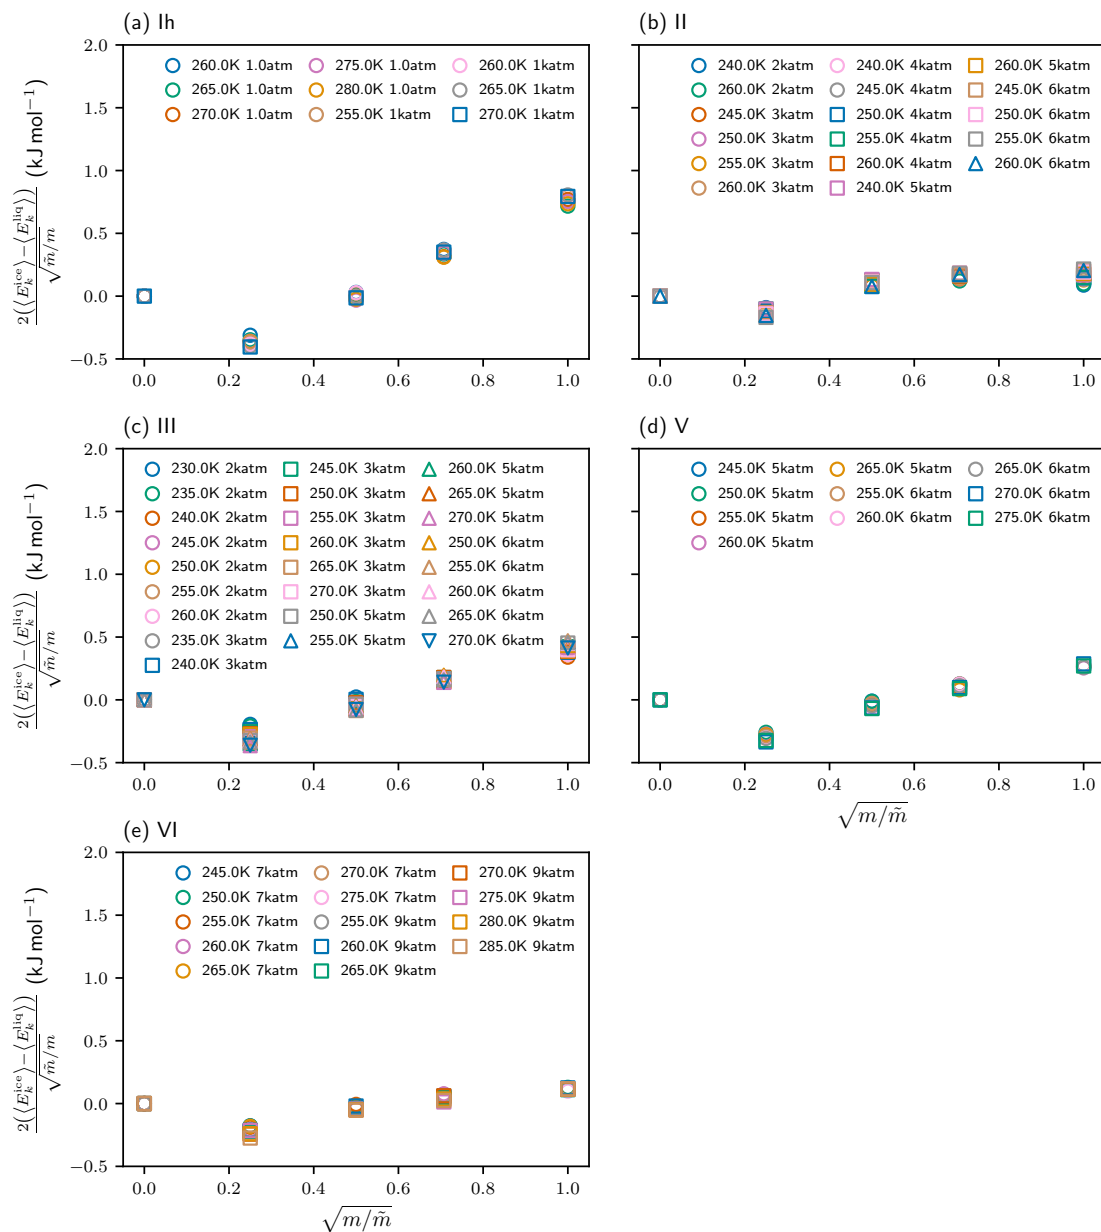 (a) Ih
2.0
1.5
1.0
0.5
0.0
−0.5
0.0 0.2 0.4 0.6 0.8 1.0
2(⟨E_k^ice⟩−⟨E_k^liq⟩) / √(m̃/m) (kJ mol⁻¹)
260.0K 1.0atm 275.0K 1.0atm 260.0K 1katm
265.0K 1.0atm 280.0K 1.0atm 265.0K 1katm
270.0K 1.0atm 255.0K 1katm 270.0K 1katm
(b) II
240.0K 2katm 240.0K 4katm 260.0K 5katm
260.0K 2katm 245.0K 4katm 245.0K 6katm
245.0K 3katm 250.0K 4katm 250.0K 6katm
250.0K 3katm 255.0K 4katm 255.0K 6katm
255.0K 3katm 260.0K 4katm 260.0K 6katm
260.0K 3katm 240.0K 5katm
0.0 0.2 0.4 0.6 0.8 1.0
(c) III
2.0
1.5
1.0
0.5
0.0
−0.5
0.0 0.2 0.4 0.6 0.8 1.0
2(⟨E_k^ice⟩−⟨E_k^liq⟩) / √(m̃/m) (kJ mol⁻¹)
230.0K 2katm 245.0K 3katm 260.0K 5katm
235.0K 2katm 250.0K 3katm 265.0K 5katm
240.0K 2katm 255.0K 3katm 270.0K 5katm
245.0K 2katm 260.0K 3katm 250.0K 6katm
250.0K 2katm 265.0K 3katm 255.0K 6katm
255.0K 2katm 270.0K 3katm 260.0K 6katm
260.0K 2katm 250.0K 5katm 265.0K 6katm
235.0K 3katm 255.0K 5katm 270.0K 6katm
240.0K 3katm
(d) V
245.0K 5katm 265.0K 5katm 265.0K 6katm
250.0K 5katm 255.0K 6katm 270.0K 6katm
255.0K 5katm 260.0K 6katm 275.0K 6katm
260.0K 5katm
0.0 0.2 0.4 0.6 0.8 1.0
√(m/m̃)
(e) VI
2.0
1.5
1.0
0.5
0.0
−0.5
0.0 0.2 0.4 0.6 0.8 1.0
2(⟨E_k^ice⟩−⟨E_k^liq⟩) / √(m̃/m) (kJ mol⁻¹)
245.0K 7katm 270.0K 7katm 270.0K 9katm
250.0K 7katm 275.0K 7katm 275.0K 9katm
255.0K 7katm 255.0K 9katm 280.0K 9katm
260.0K 7katm 260.0K 9katm 285.0K 9katm
265.0K 7katm 265.0K 9katm
√(m/m̃)